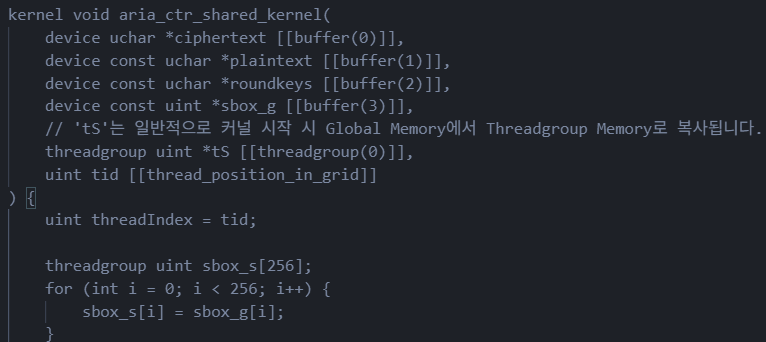 kernel void aria_ctr_shared_kernel(
    device uchar *ciphertext [[buffer(0)]],
    device const uchar *plaintext [[buffer(1)]],
    device const uchar *roundkeys [[buffer(2)]],
    device const uint *sbox_g [[buffer(3)]],
    // 'tS'는 일반적으로 커널 시작 시 Global Memory에서 Threadgroup Memory로 복사됩니다.
    threadgroup uint *tS [[threadgroup(0)]],
    uint tid [[thread_position_in_grid]]
) {
    uint threadIndex = tid;
    threadgroup uint sbox_s[256];
    for (int i = 0; i < 256; i++) {
        sbox_s[i] = sbox_g[i];
    }